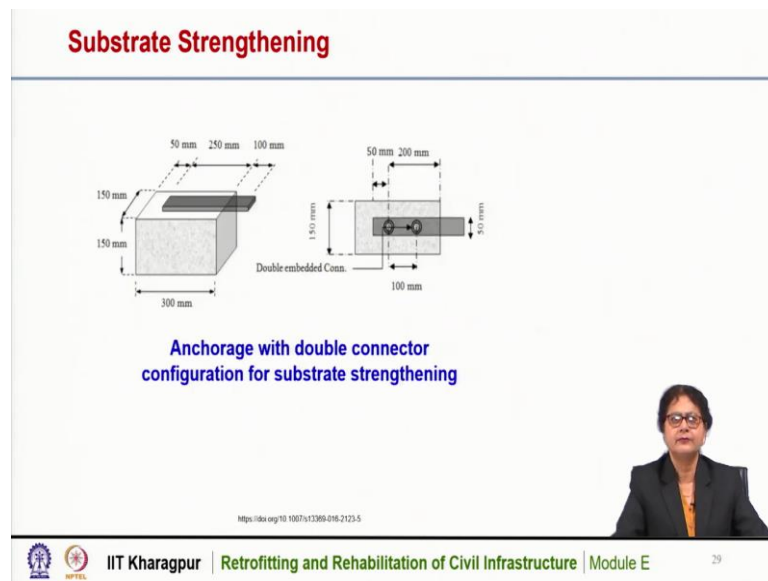 Substrate Strengthening
50 mm 250 mm 100 mm
150 mm
150 mm
300 mm
50 mm 200 mm
150 mm
50 mm
Double embedded Conn.
100 mm
Anchorage with double connector
configuration for substrate strengthening
https://doi.org/10.1007/s13369-016-2123-5
NPTEL
IIT Kharagpur | Retrofitting and Rehabilitation of Civil Infrastructure | Module E
29